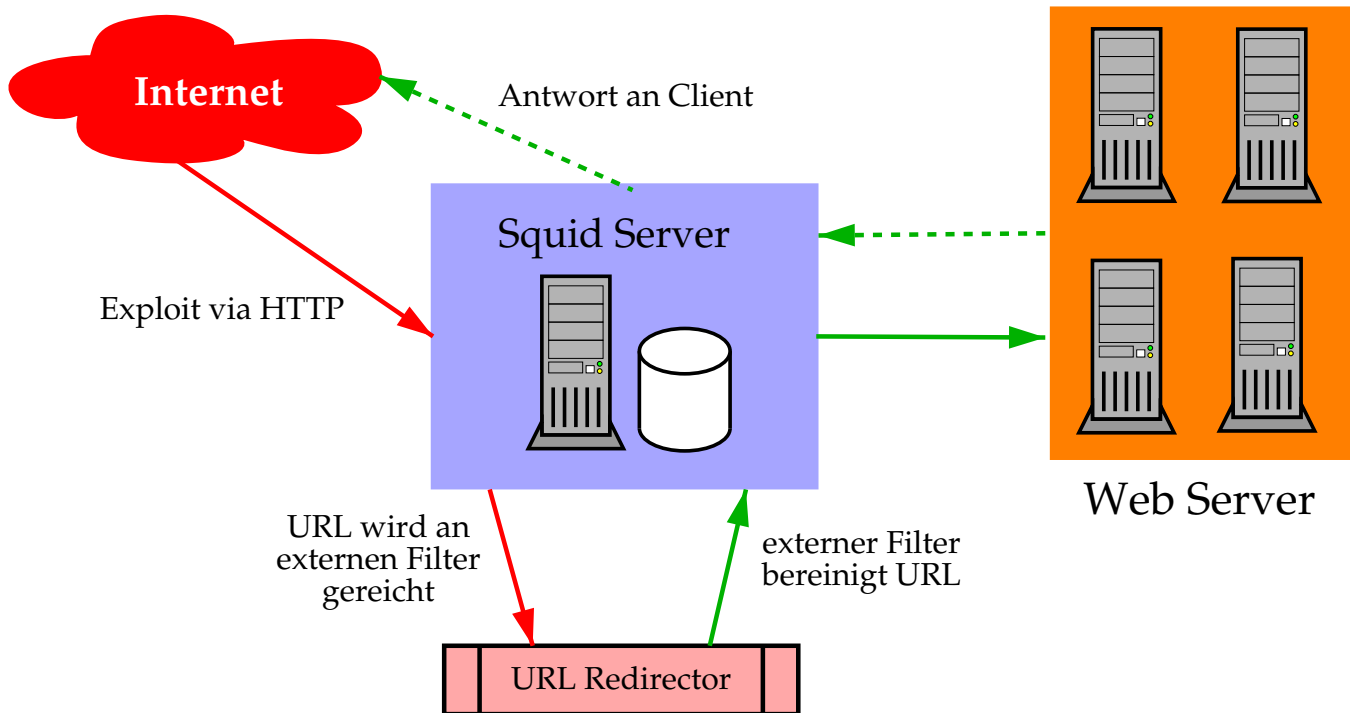 Internet
Antwort an Client
Squid Server
Exploit via HTTP
Web Server
URL wird an
externen Filter
gereicht
externer Filter
bereinigt URL
URL Redirector